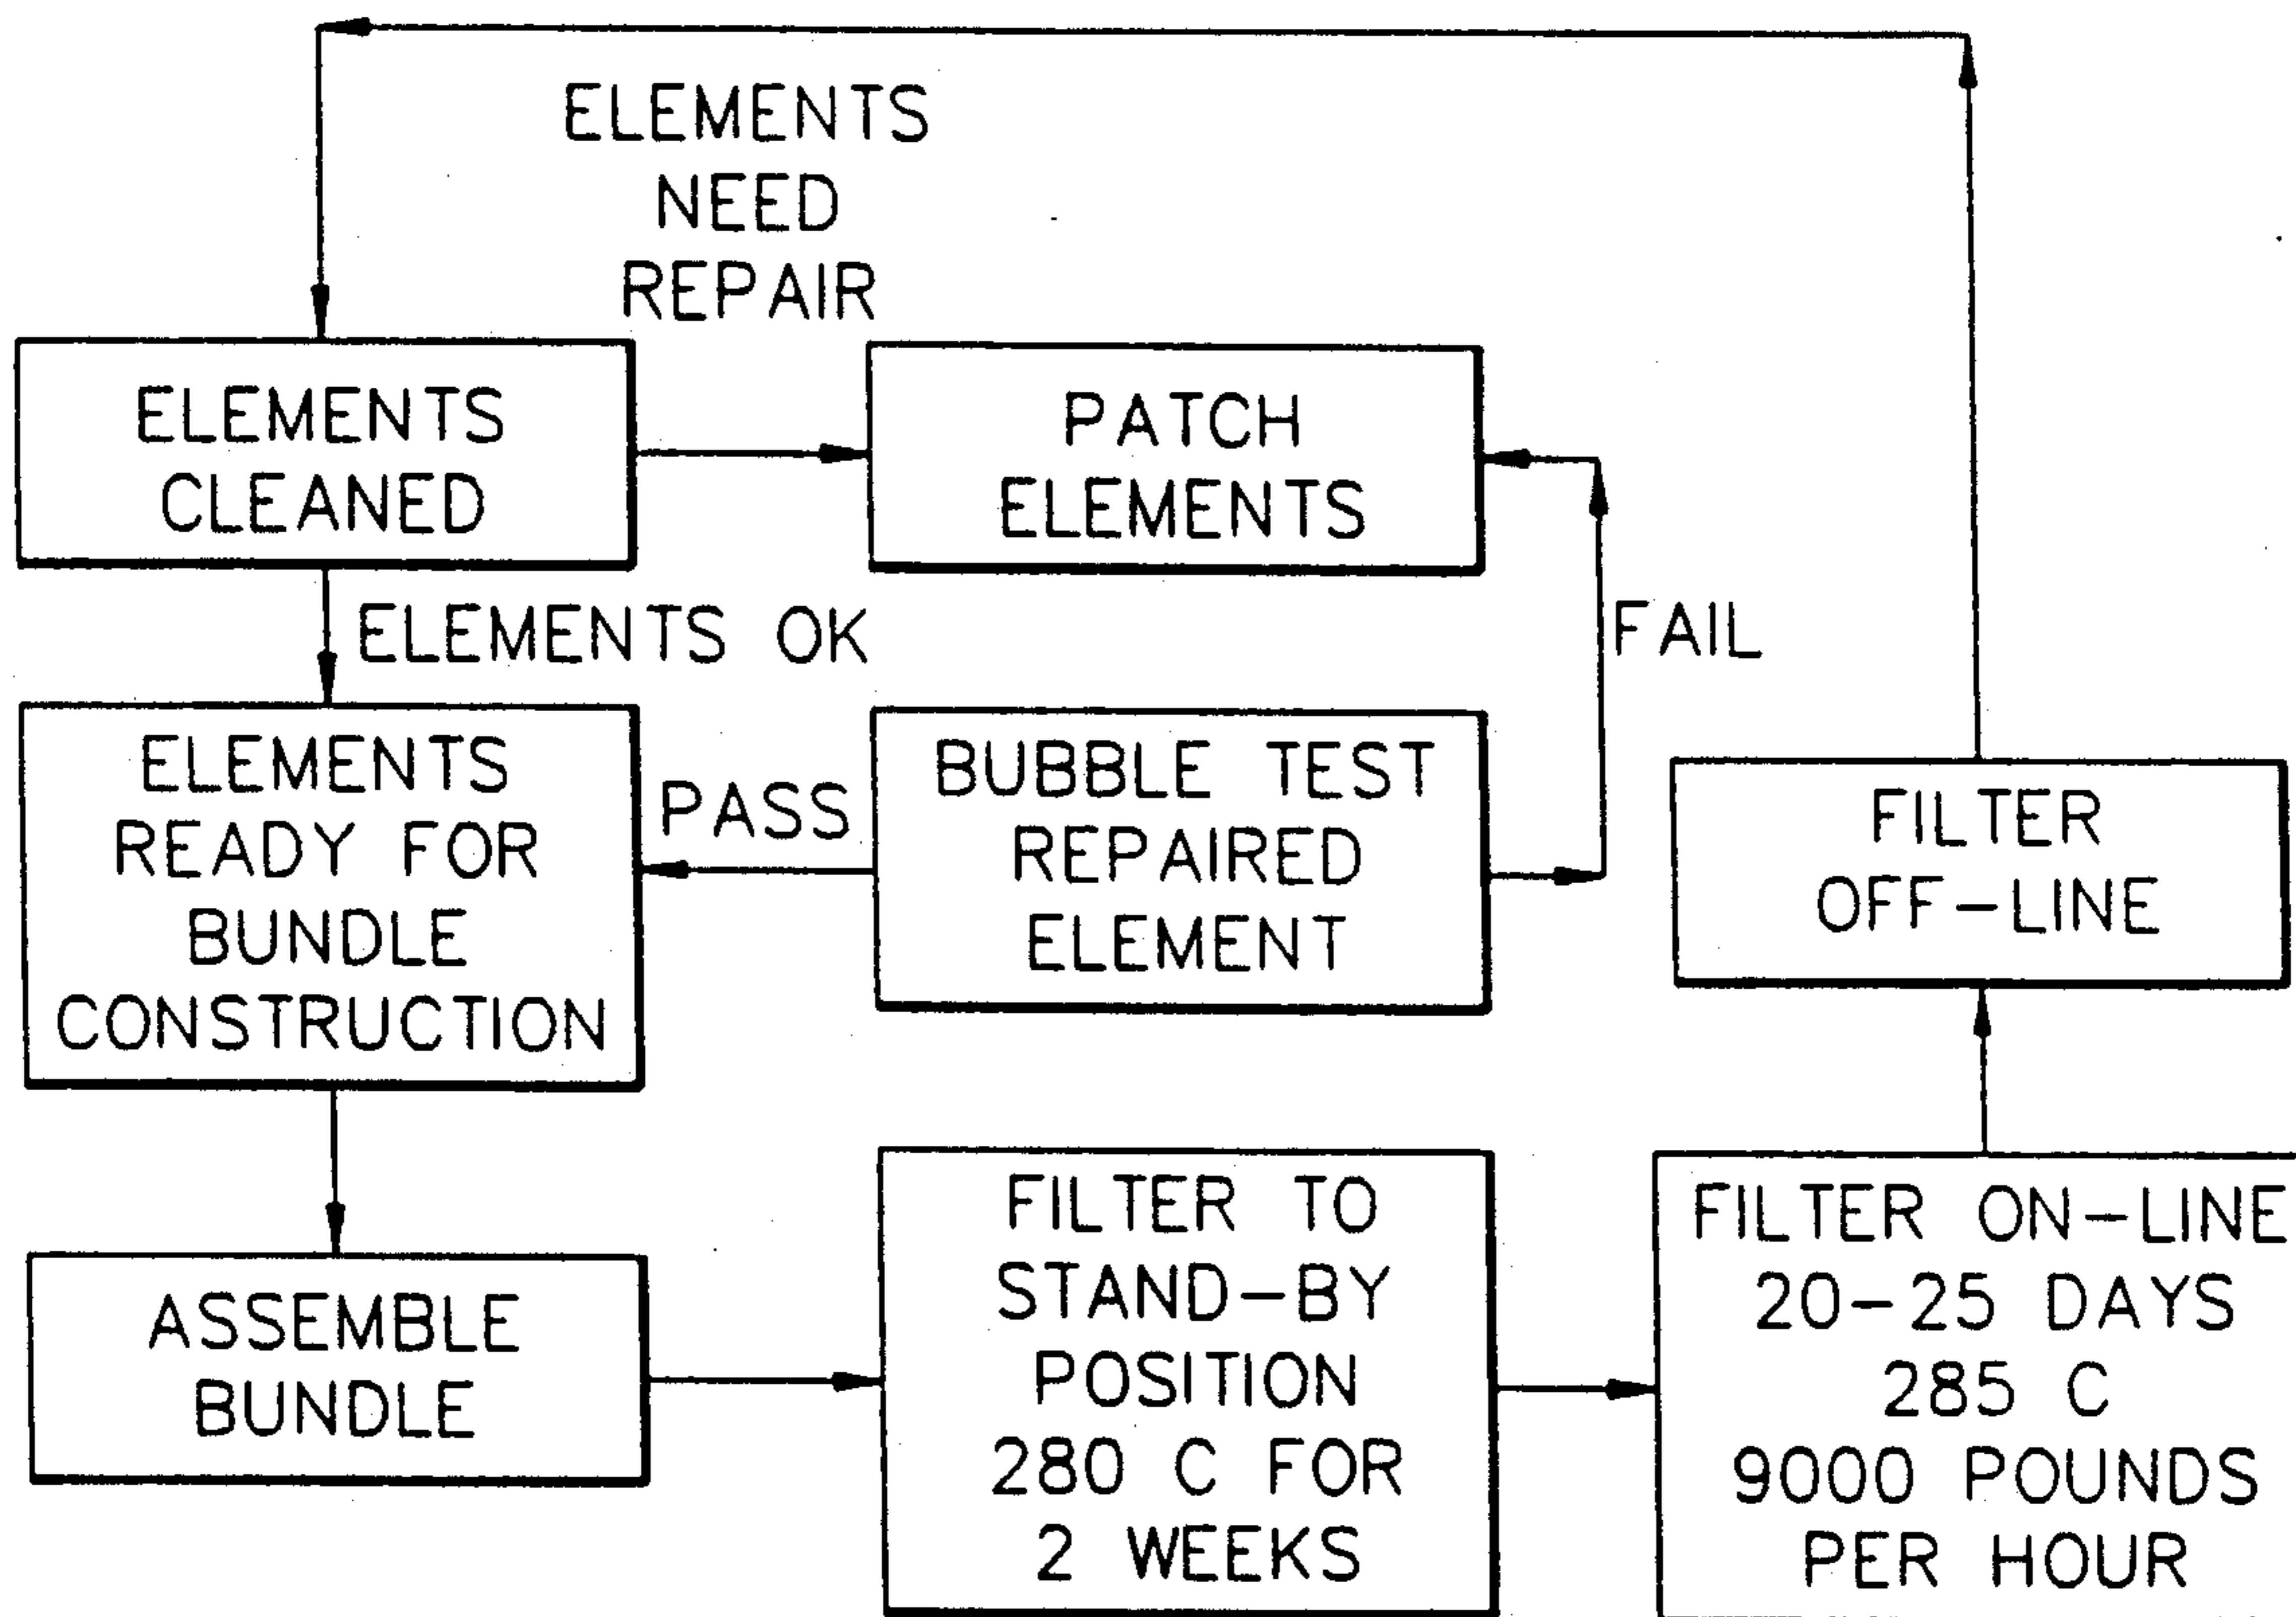 ELEMENTS
NEED
REPAIR
ELEMENTS
CLEANED
PATCH
ELEMENTS
ELEMENTS OK
FAIL
ELEMENTS
READY FOR
BUNDLE
CONSTRUCTION
PASS
BUBBLE TEST
REPAIRED
ELEMENT
FILTER
OFF-LINE
ASSEMBLE
BUNDLE
FILTER TO
STAND-BY
POSITION
280 C FOR
2 WEEKS
FILTER ON-LINE
20-25 DAYS
285 C
9000 POUNDS
PER HOUR